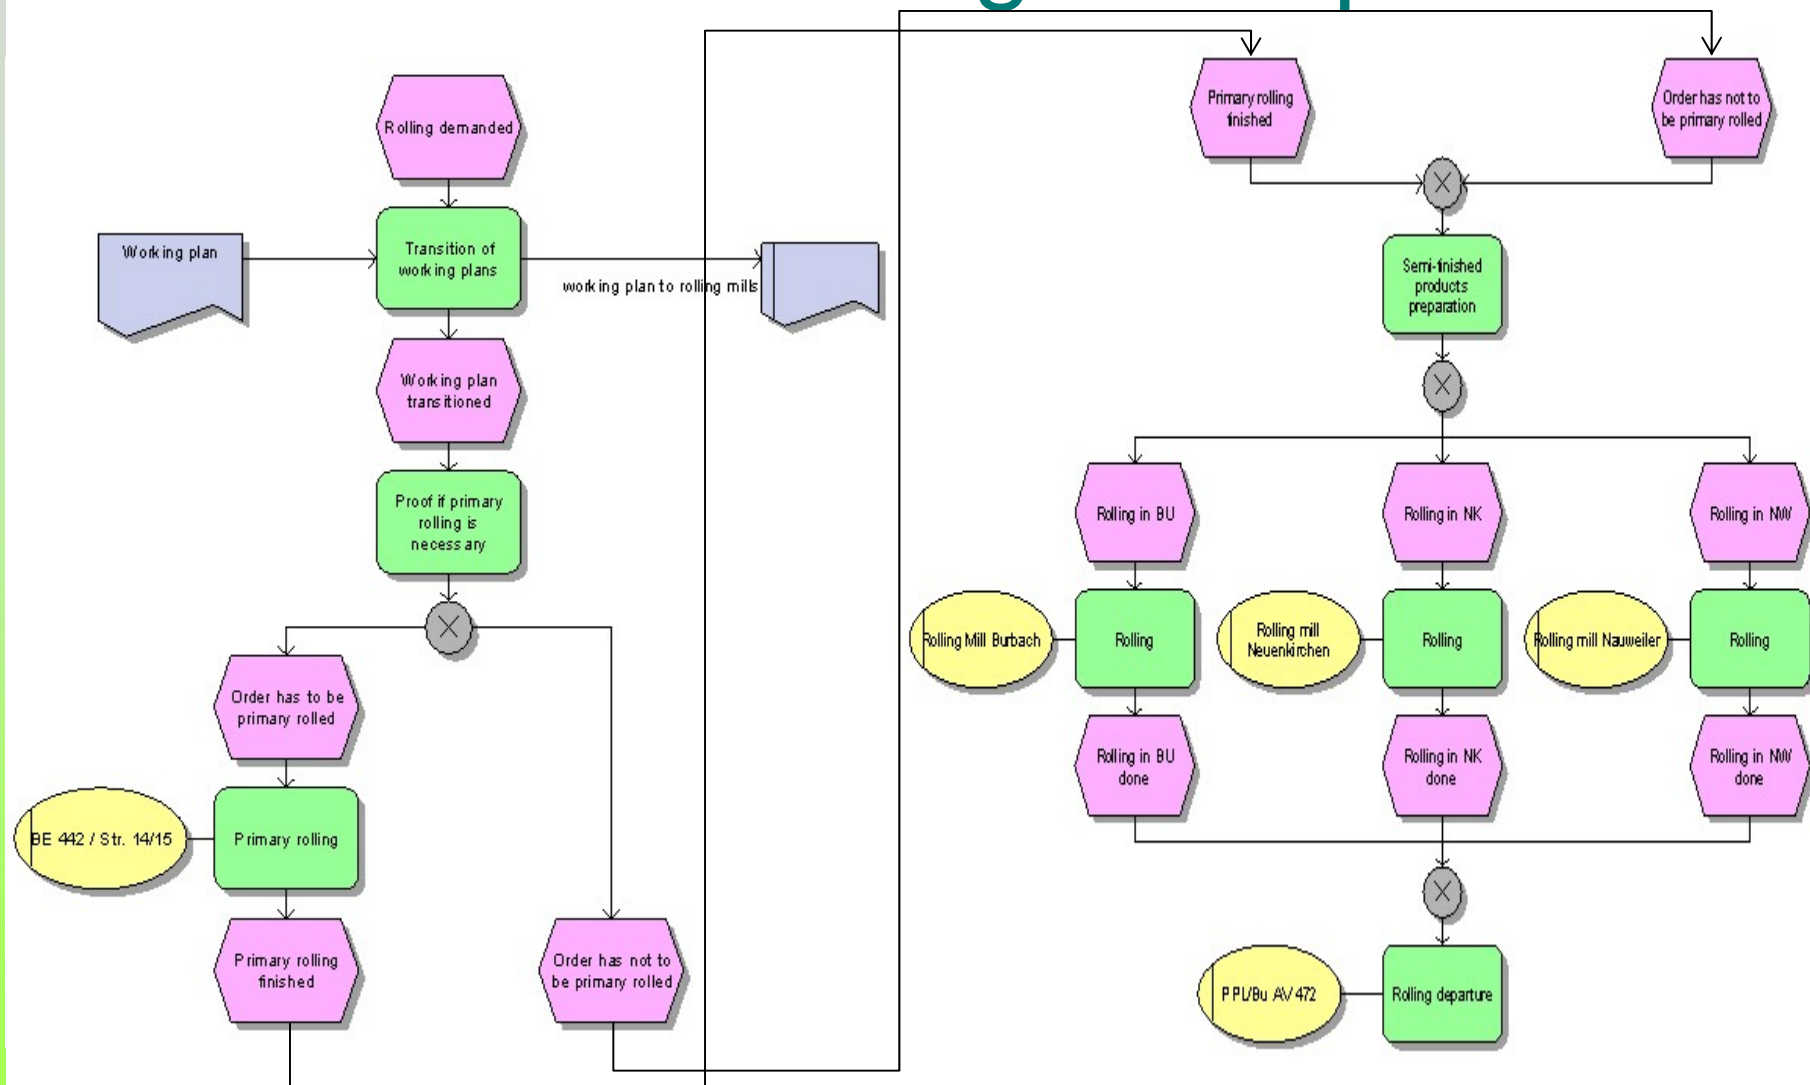 Rolling demanded
Working plan
Transition of
working plans
working plan to rolling mills
Working plan
transitioned
Proof if primary
rolling is
necessary
Order has to be
primary rolled
BE 442 / Str. 14/15
Primary rolling
Primary rolling
finished
Order has not to
be primary rolled
Primary rolling
finished
Order has not to
be primary rolled
Semi-finished
products
preparation
Rolling in BU
Rolling in NK
Rolling in NW
Rolling Mill Burbach
Rolling
Rolling mill
Neuenkirchen
Rolling
Rolling mill Nauweiler
Rolling
Rolling in BU
done
Rolling in NK
done
Rolling in NW
done
PPL/Bu AV 472
Rolling departure